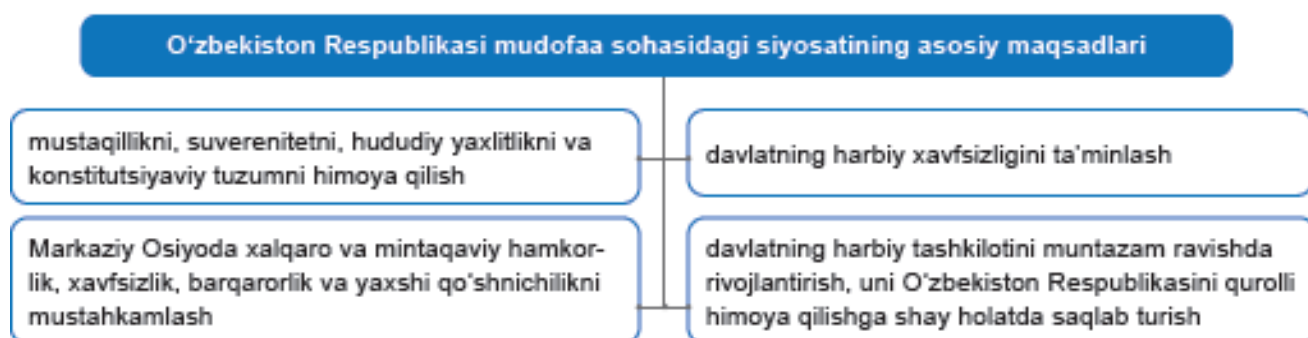 O‘zbekiston Respublikasi mudofaa sohasidagi siyosatining asosiy maqsadlari
mustaqillikni, suverenitetni, hududiy yaxlitlikni va
konstitutsiyaviy tuzumni himoya qilish
davlatning harbiy xavfsizligini ta’minlash
Markaziy Osiyoda xalqaro va mintaqaviy hamkor-
lik, xavfsizlik, barqarorlik va yaxshi qo‘shnichilikni
mustahkamlash
davlatning harbiy tashkilotini muntazam ravishda
rivojlantirish, uni O‘zbekiston Respublikasini qurolli
himoya qilishga shay holatda saqlab turish